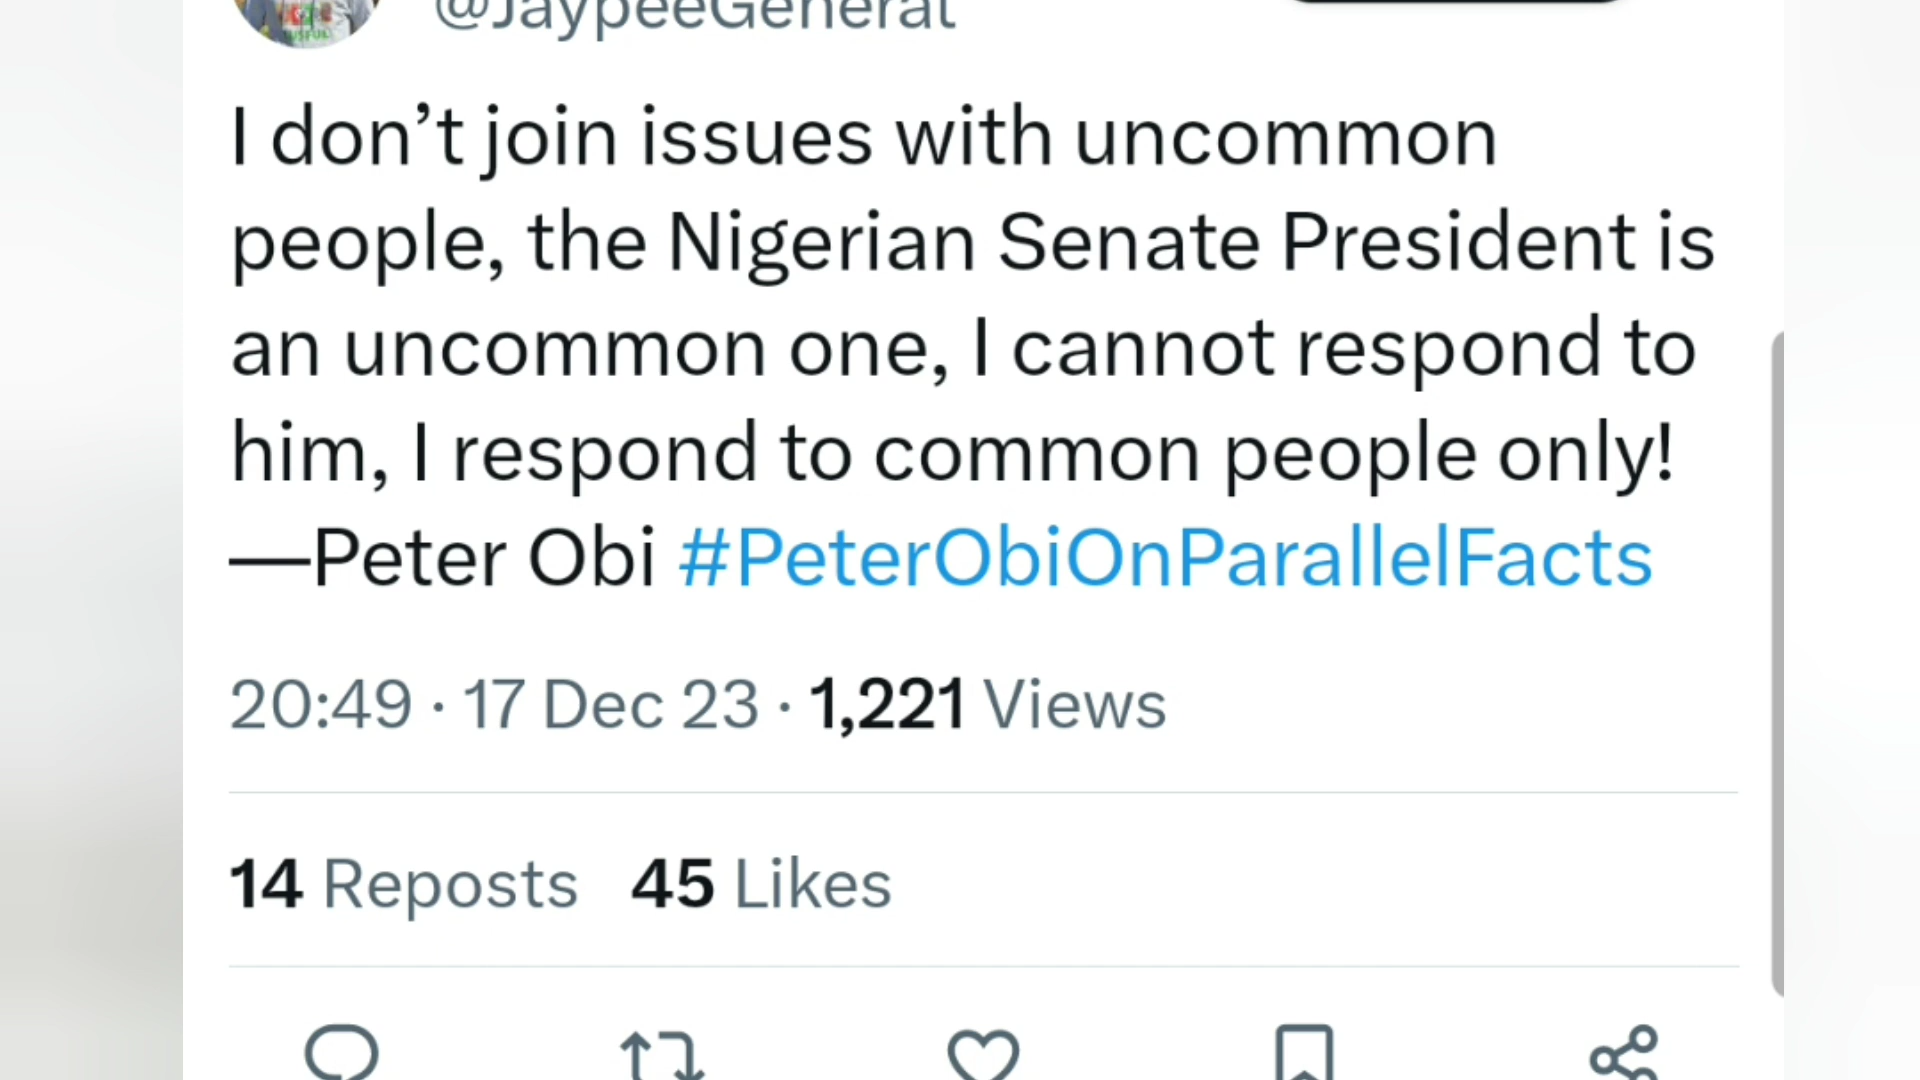 @JaypeeGeneral
I don’t join issues with uncommon
people, the Nigerian Senate President is
an uncommon one, I cannot respond to
him, I respond to common people only!
—Peter Obi #PeterObiOnParallelFacts
20:49 · 17 Dec 23 · 1,221 Views
14 Reposts 45 Likes